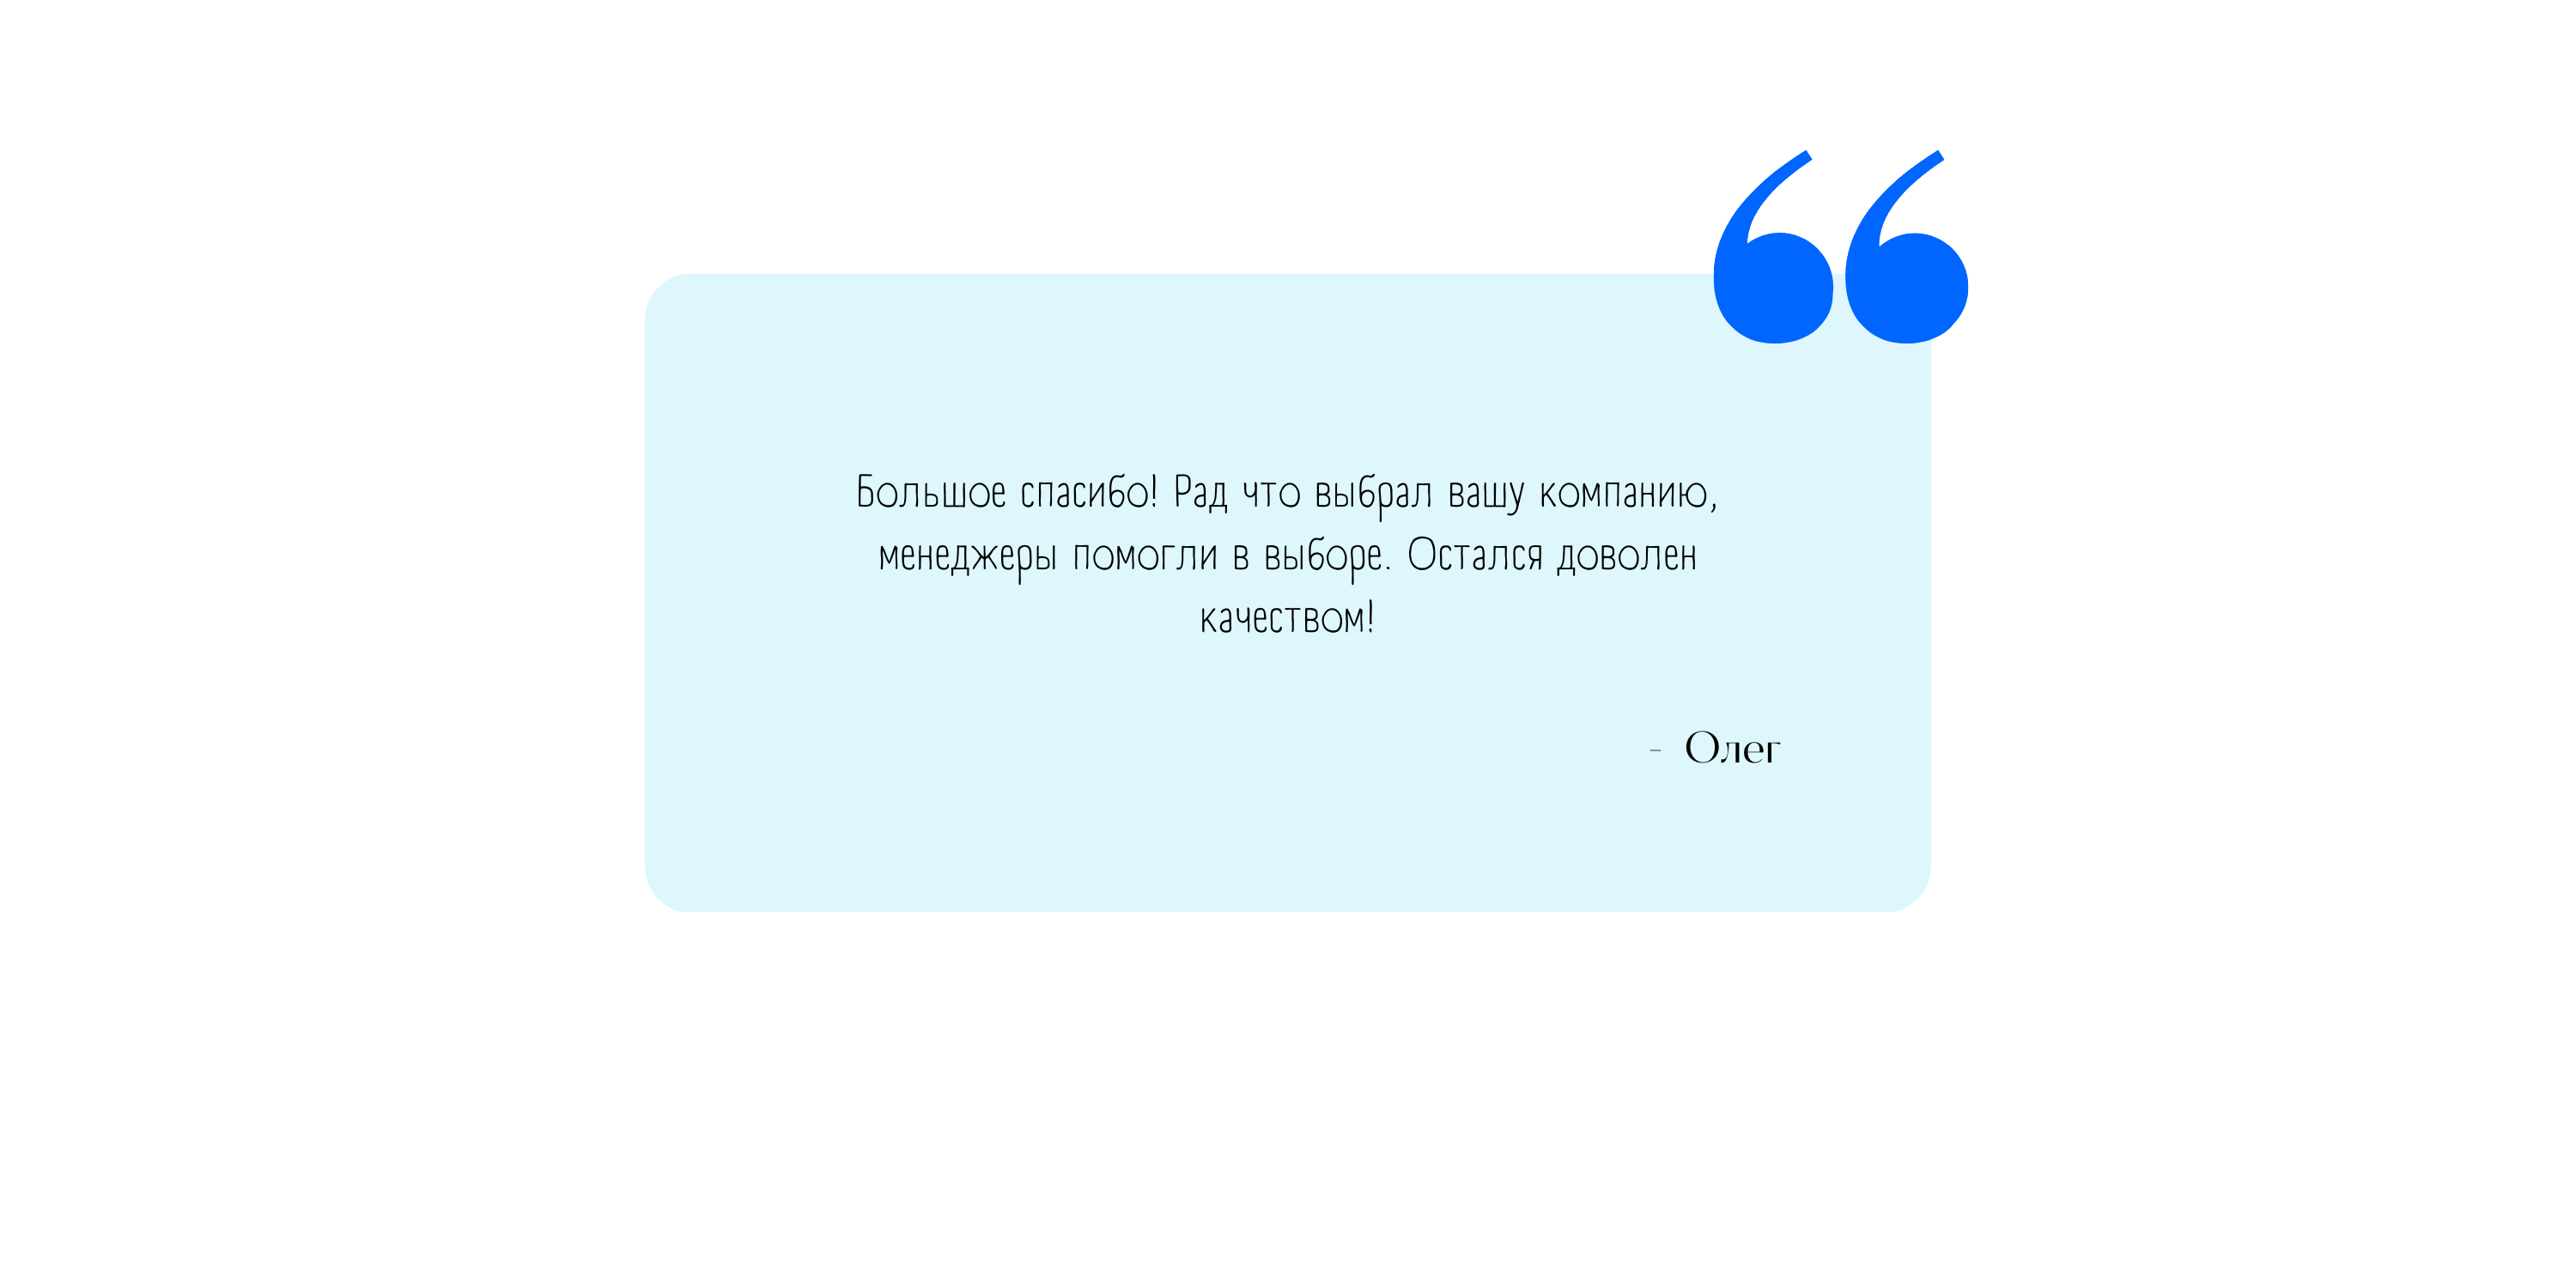 Большое спасибо! Рад что выбрал вашу компанию,
менеджеры помогли в выборе. Остался доволен
качеством!
- Олег